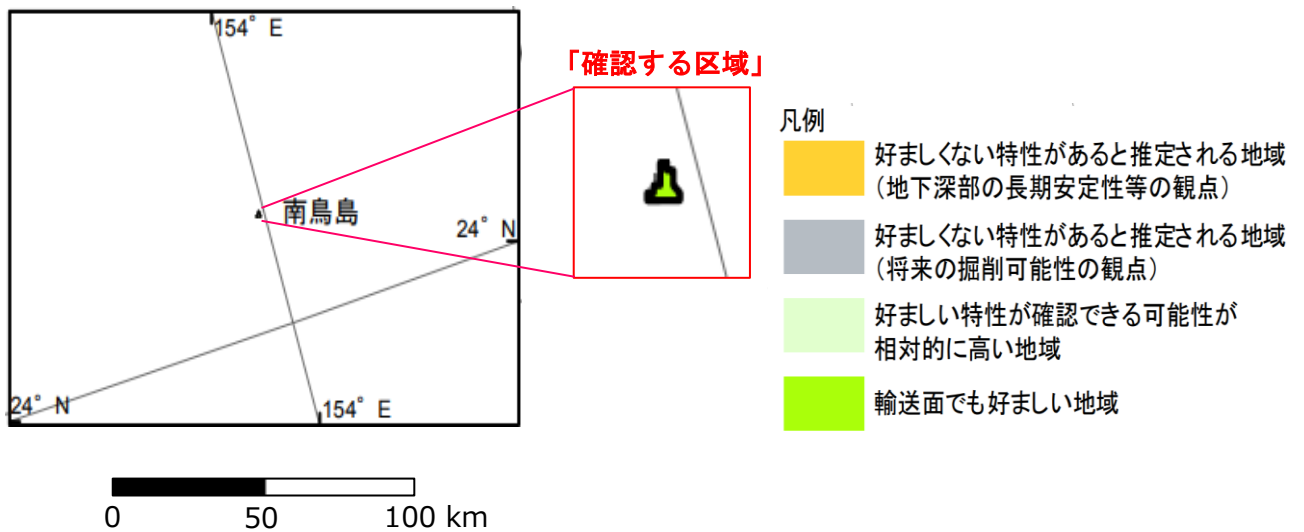 154° E
「確認する区域」
南鳥島
24° N
24° N
154° E
0 50 100 km
凡例
好ましくない特性があると推定される地域
(地下深部の長期安定性等の観点)
好ましくない特性があると推定される地域
(将来の掘削可能性の観点)
好ましい特性が確認できる可能性が
相対的に高い地域
輸送面でも好ましい地域